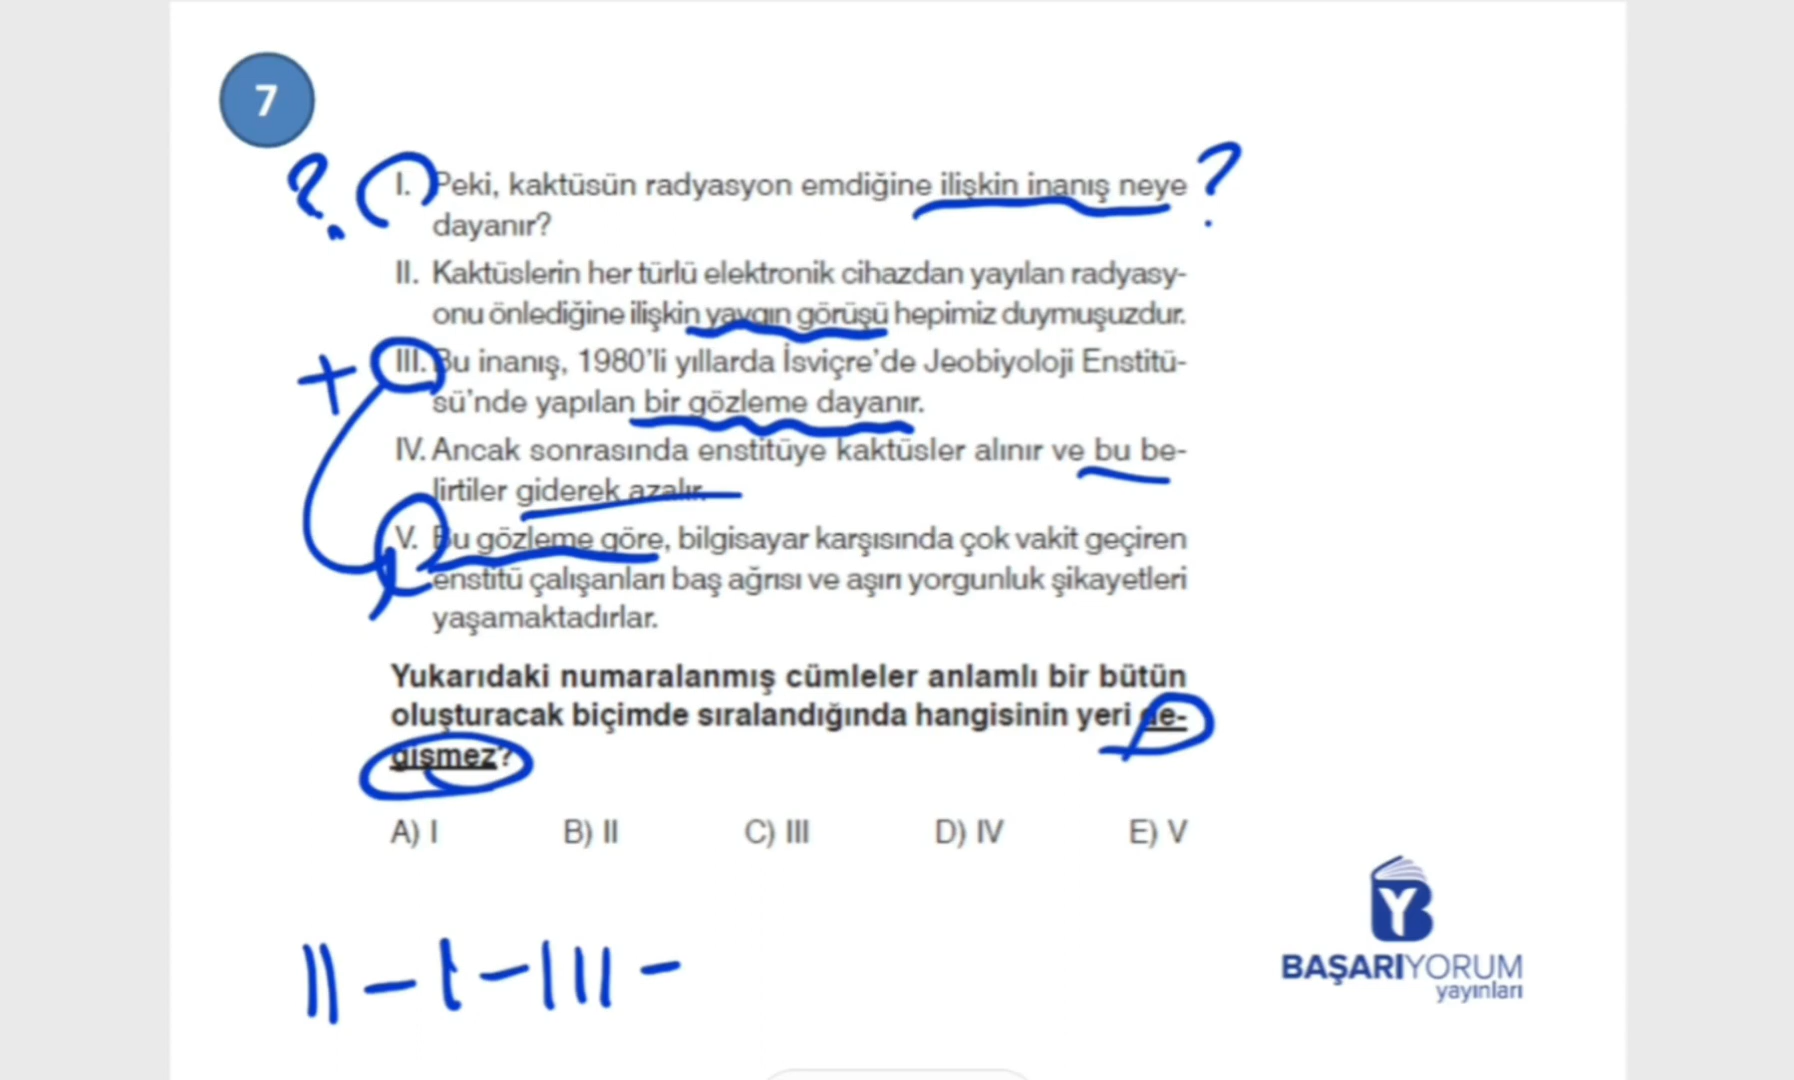 7
? I. Peki, kaktüsün radyasyon emdiğine ilişkin inanış neye ?
dayanır?
II. Kaktüslerin her türlü elektronik cihazdan yayılan radyasy-
onu önlediğine ilişkin yaygın görüşü hepimiz duymuşuzdur.
+ III. Bu inanış, 1980'li yıllarda İsviçre'de Jeobiyoloji Enstitü-
sü'nde yapılan bir gözleme dayanır.
IV. Ancak sonrasında enstitüye kaktüsler alınır ve bu be-
lirtiler giderek azalır.
V. Bu gözleme göre, bilgisayar karşısında çok vakit geçiren
enstitü çalışanları baş ağrısı ve aşırı yorgunluk şikayetleri
yaşamaktadırlar.
Yukarıdaki numaralanmış cümleler anlamlı bir bütün
oluşturacak biçimde sıralandığında hangisinin yeri de-
ğişmez?
A) I B) II C) III D) IV E) V
II - I - III -
BAŞARIYORUM
yayınları